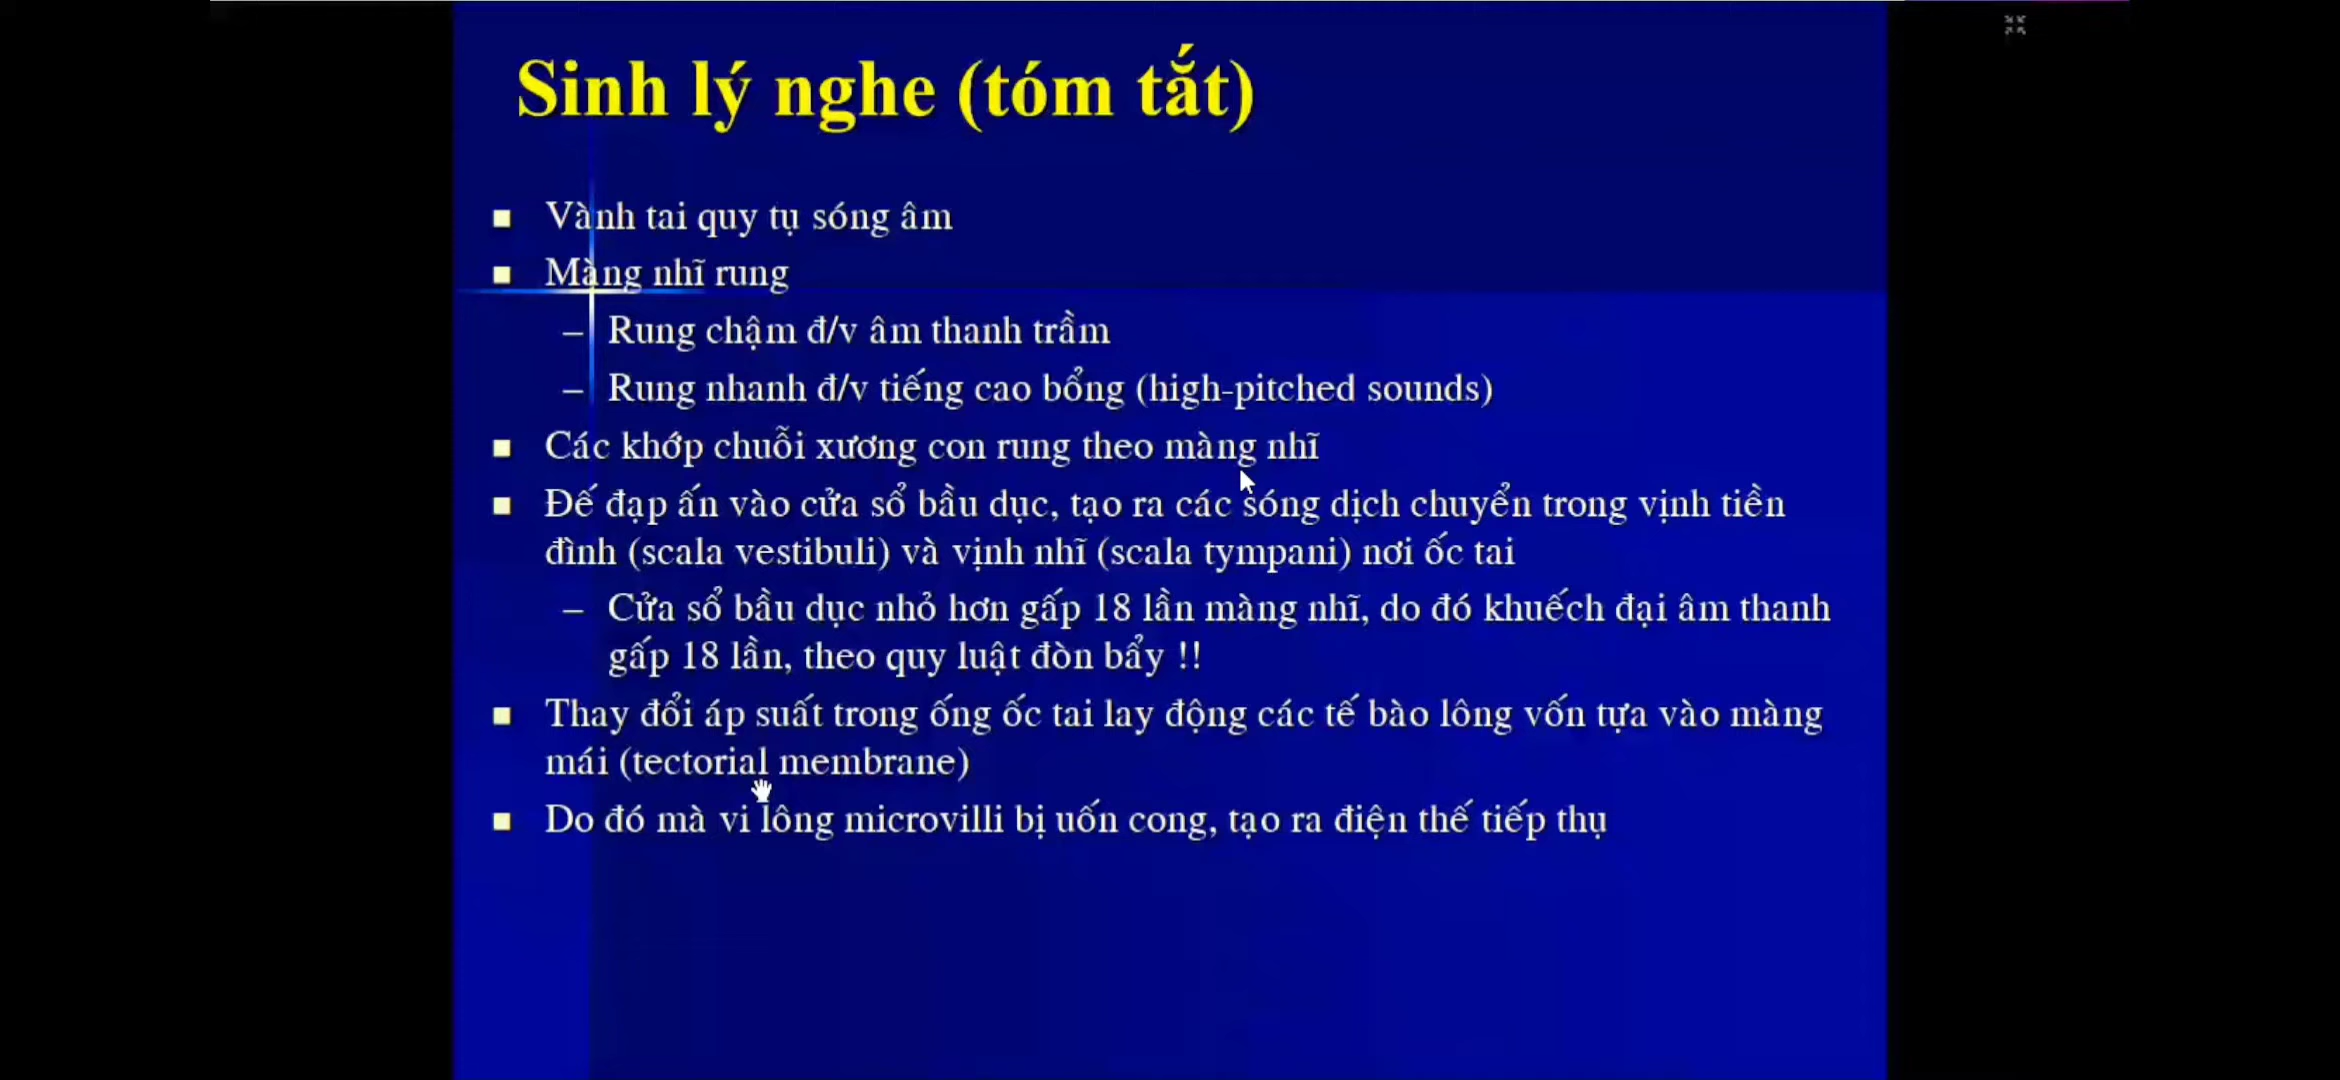 Sinh lý nghe (tóm tắt)
■ Vành tai quy tụ sóng âm
■ Màng nhĩ rung
– Rung chậm đ/v âm thanh trầm
– Rung nhanh đ/v tiếng cao bổng (high-pitched sounds)
■ Các khớp chuỗi xương con rung theo màng nhĩ
■ Đế đạp ấn vào cửa sổ bầu dục, tạo ra các sóng dịch chuyển trong vịnh tiền
đình (scala vestibuli) và vịnh nhĩ (scala tympani) nơi ốc tai
– Cửa sổ bầu dục nhỏ hơn gấp 18 lần màng nhĩ, do đó khuếch đại âm thanh
gấp 18 lần, theo quy luật đòn bẩy !!
■ Thay đổi áp suất trong ống ốc tai lay động các tế bào lông vốn tựa vào màng
mái (tectorial membrane)
■ Do đó mà vi lông microvilli bị uốn cong, tạo ra điện thế tiếp thụ